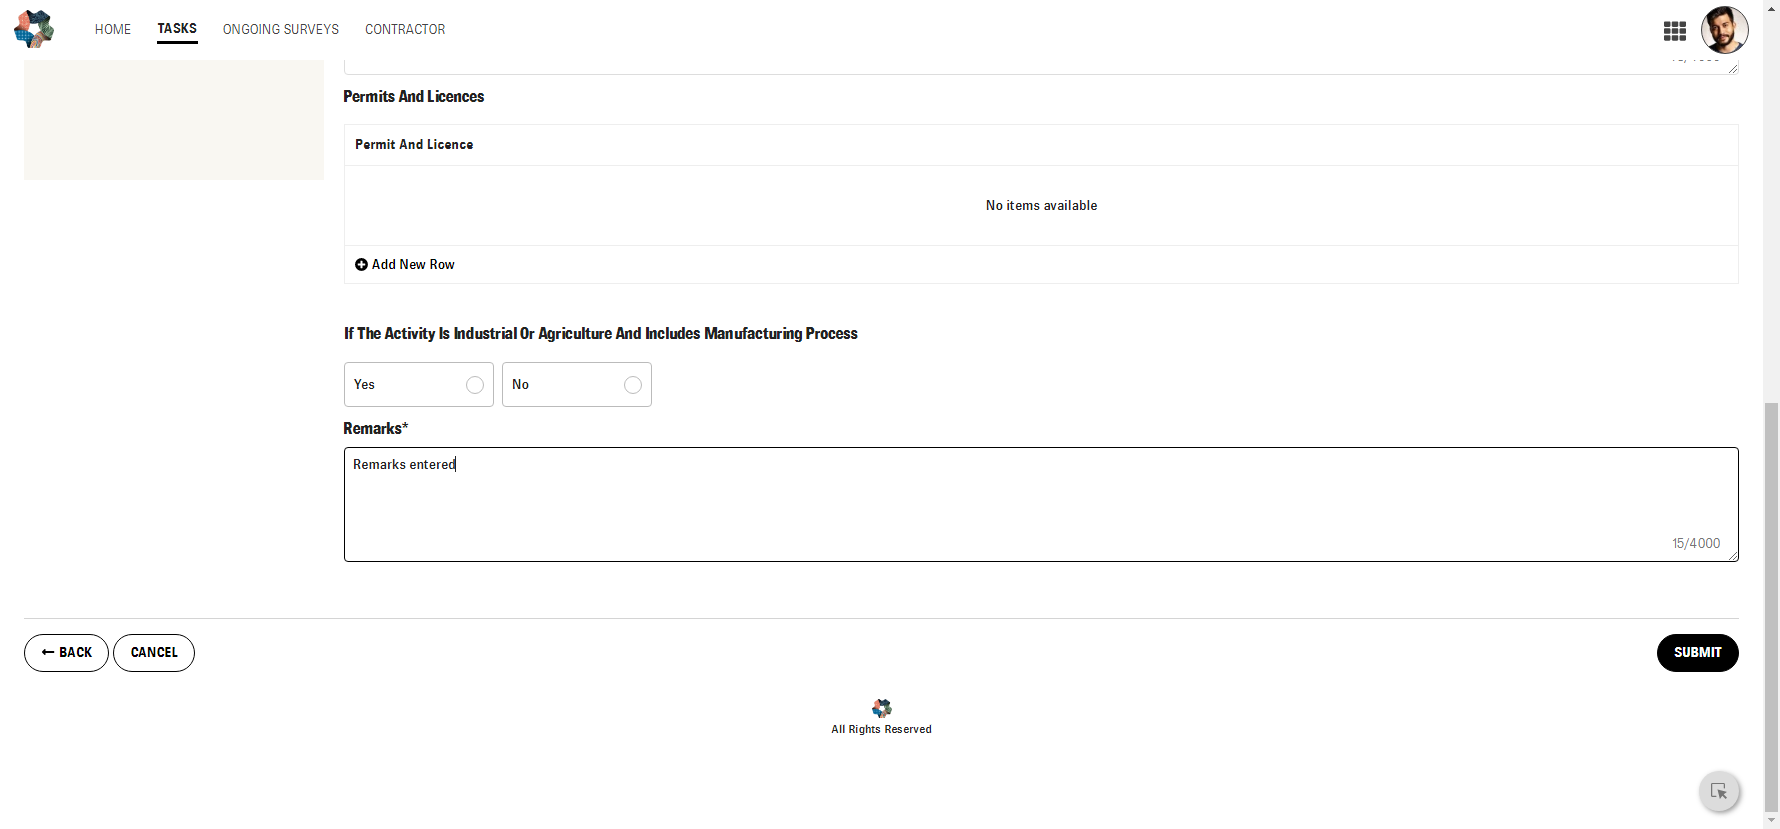 HOME
TASKS
ONGOING SURVEYS
CONTRACTOR
Permits And Licences
Permit And Licence
No items available
Add New Row
If The Activity Is Industrial Or Agriculture And Includes Manufacturing Process
Yes
No
Remarks*
Remarks entered
15/4000
BACK
CANCEL
SUBMIT
All Rights Reserved